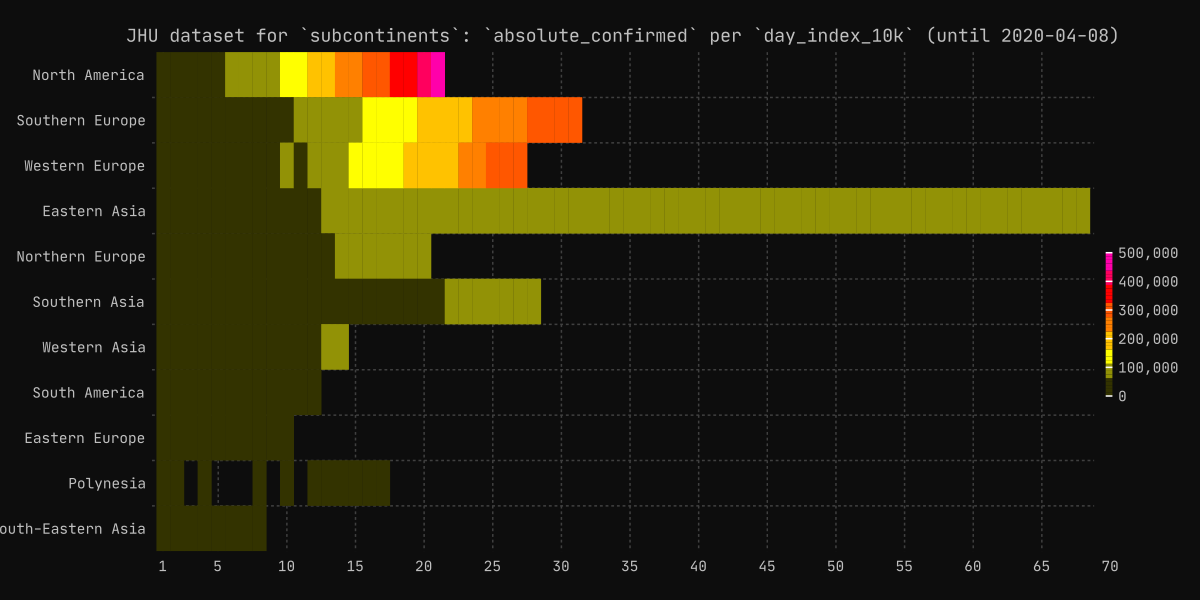 JHU dataset for `subcontinents`: `absolute_confirmed` per `day_index_10k` (until 2020-04-08)
North America
Southern Europe
Western Europe
Eastern Asia
Northern Europe
Southern Asia
Western Asia
South America
Eastern Europe
Polynesia
outh-Eastern Asia
1 5 10 15 20 25 30 35 40 45 50 55 60 65 70
500,000
400,000
300,000
200,000
100,000
0